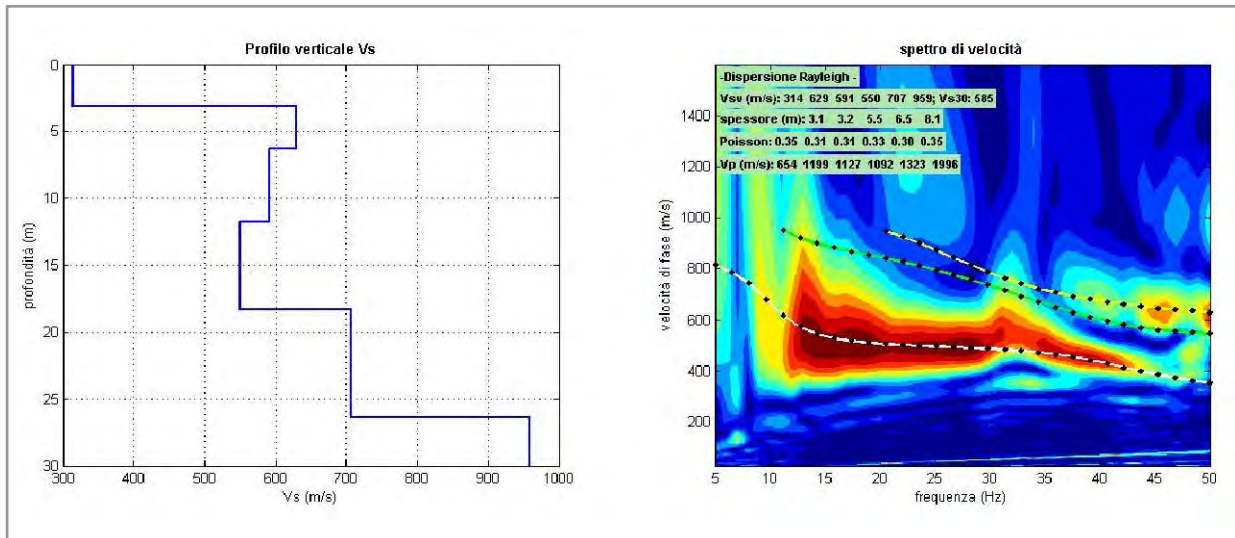 Profilo verticale Vs
0
5
10
15
20
25
30
profondità (m)
300 400 500 600 700 800 900 1000
Vs (m/s)
spettro di velocità
-Dispersione Rayleigh -
Vsv (m/s): 314 629 591 550 707 959; Vs30: 585
spessore (m): 3.1 3.2 5.5 6.5 8.1
Poisson: 0.35 0.31 0.31 0.33 0.30 0.35
Vp (m/s): 654 1199 1127 1092 1323 1996
1400
1200
1000
800
600
400
200
velocità di fase (m/s)
5 10 15 20 25 30 35 40 45 50
frequenza (Hz)